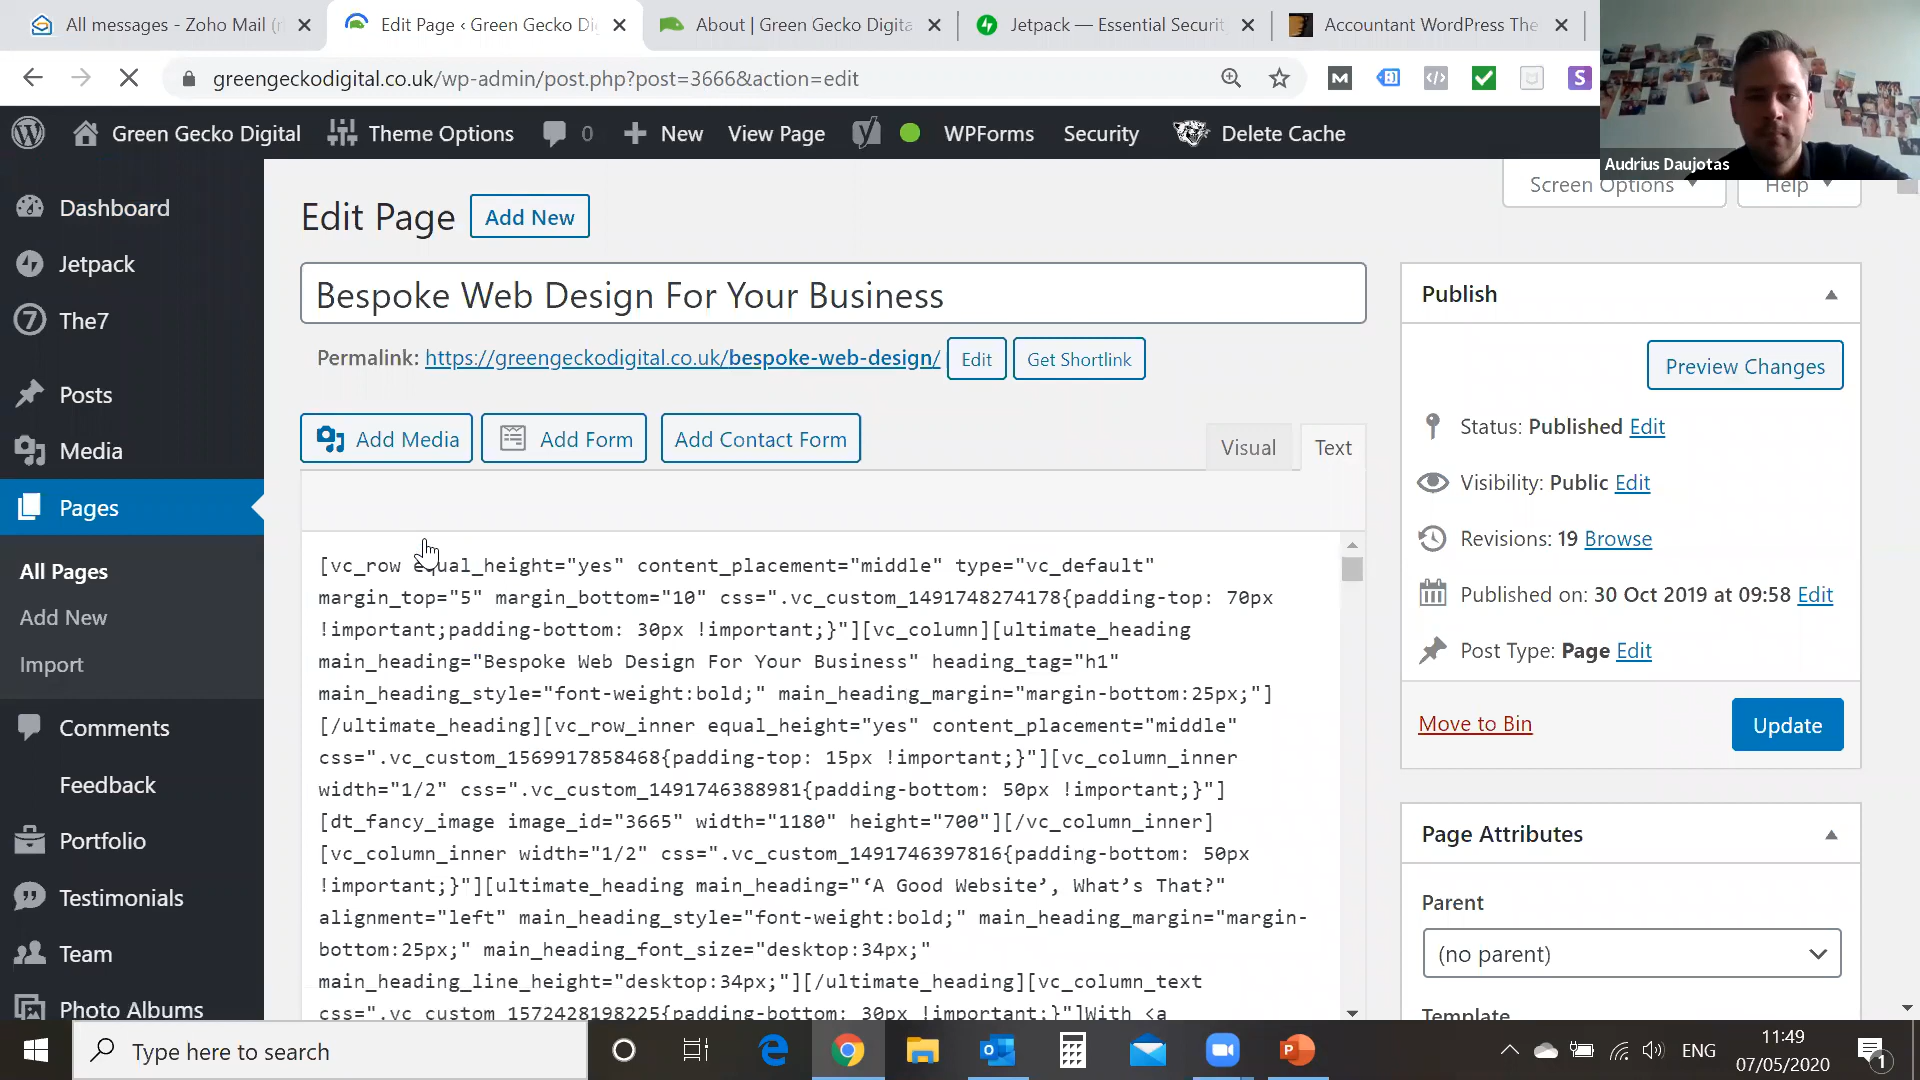 All messages - Zoho Mail (r
Edit Page ‹ Green Gecko Di
About | Green Gecko Digita
Jetpack — Essential Securit
Accountant WordPress The
greengeckodigital.co.uk/wp-admin/post.php?post=3666&action=edit
Green Gecko Digital
Theme Options
0
New
View Page
WPForms
Security
Delete Cache
Audrius Daujotas
Screen Options
Help
Dashboard
Jetpack
The7
Posts
Media
Pages
All Pages
Add New
Import
Comments
Feedback
Portfolio
Testimonials
Team
Photo Albums
Edit Page
Add New
Bespoke Web Design For Your Business
Permalink: https://greengeckodigital.co.uk/bespoke-web-design/ Edit Get Shortlink
Add Media
Add Form
Add Contact Form
Visual
Text
[vc_row equal_height="yes" content_placement="middle" type="vc_default"
margin_top="5" margin_bottom="10" css=".vc_custom_1491748274178{padding-top: 70px
!important;padding-bottom: 30px !important;}"][vc_column][ultimate_heading
main_heading="Bespoke Web Design For Your Business" heading_tag="h1"
main_heading_style="font-weight:bold;" main_heading_margin="margin-bottom:25px;"]
[/ultimate_heading][vc_row_inner equal_height="yes" content_placement="middle"
css=".vc_custom_1569917858468{padding-top: 15px !important;}"][vc_column_inner
width="1/2" css=".vc_custom_1491746388981{padding-bottom: 50px !important;}"]
[dt_fancy_image image_id="3665" width="1180" height="700"][/vc_column_inner]
[vc_column_inner width="1/2" css=".vc_custom_1491746397816{padding-bottom: 50px
!important;}"][ultimate_heading main_heading="‘A Good Website’, What’s That?"
alignment="left" main_heading_style="font-weight:bold;" main_heading_margin="margin-
bottom:25px;" main_heading_font_size="desktop:34px;"
main_heading_line_height="desktop:34px;"][/ultimate_heading][vc_column_text
css=".vc_custom_1572428198225{padding-bottom: 30px !important;}"]With <a
Publish
Preview Changes
Status: Published Edit
Visibility: Public Edit
Revisions: 19 Browse
Published on: 30 Oct 2019 at 09:58 Edit
Post Type: Page Edit
Move to Bin
Update
Page Attributes
Parent
(no parent)
Template
Type here to search
ENG
11:49
07/05/2020
1